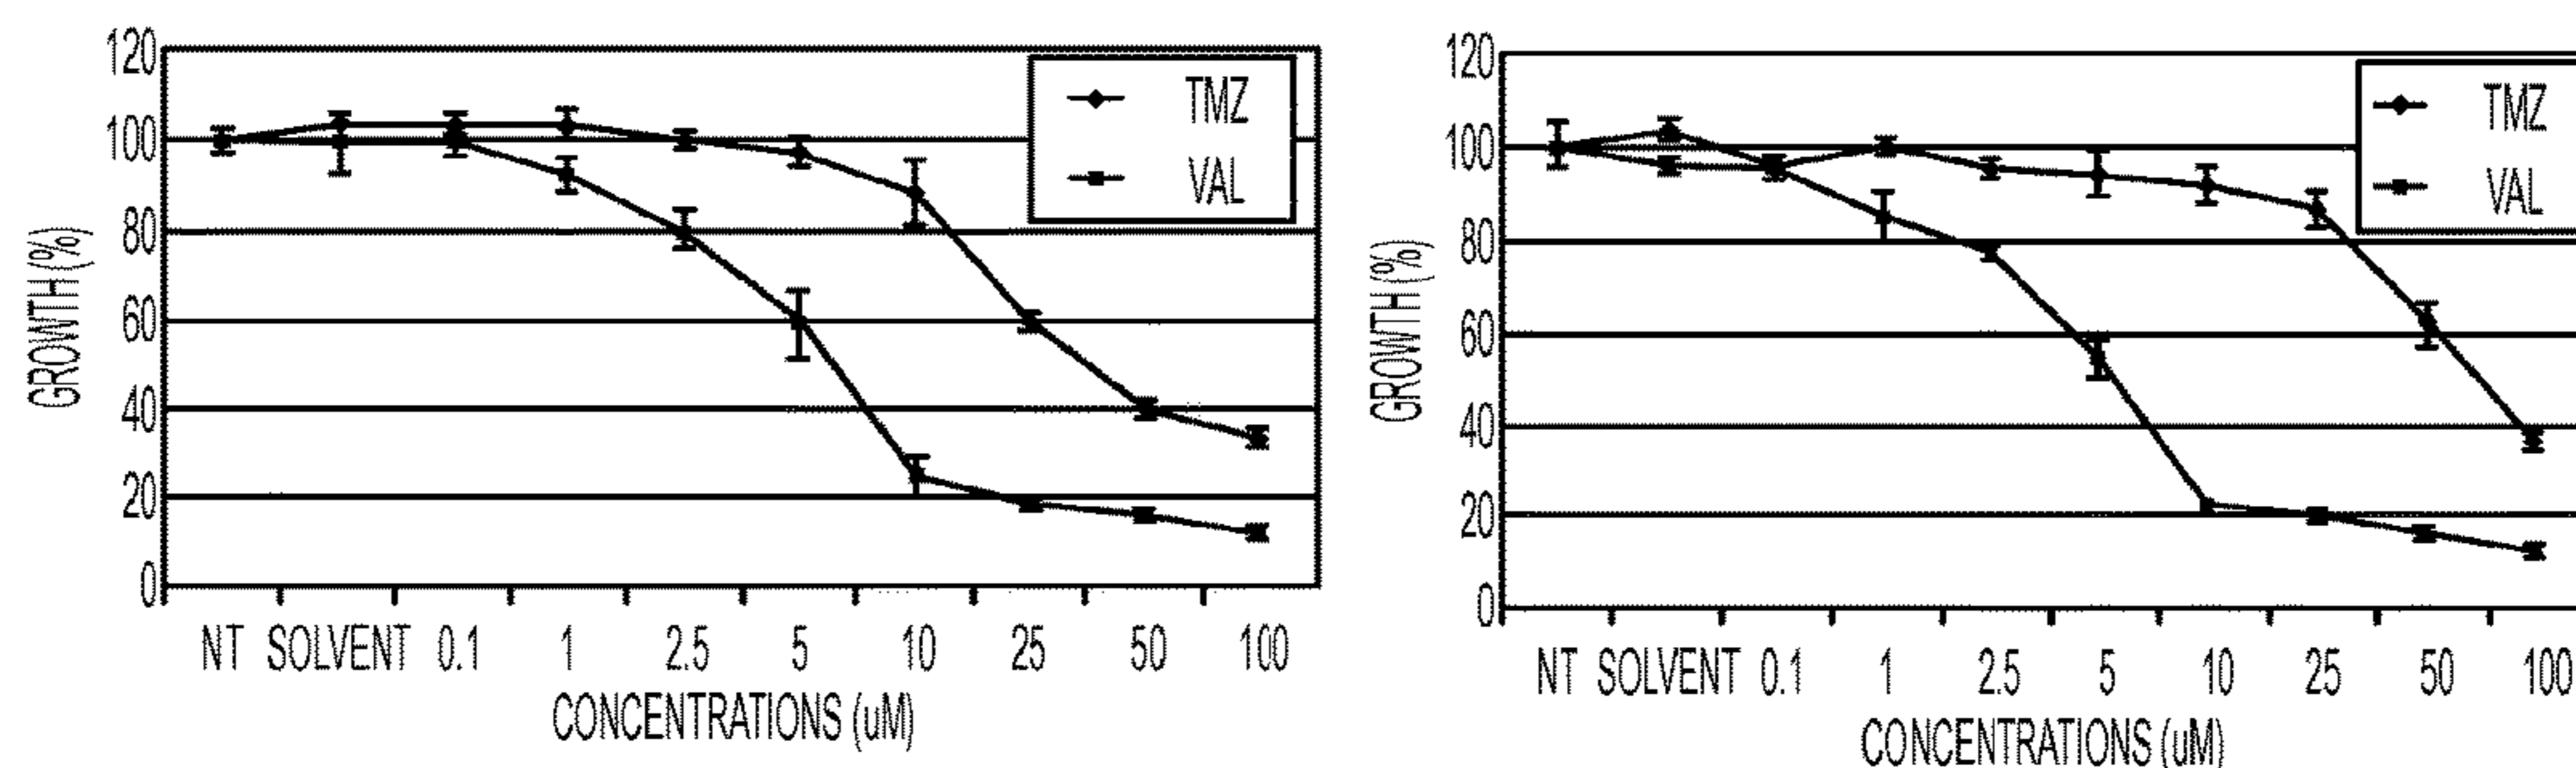 120
100
80
60
40
20
0
GROWTH (%)
TMZ
VAL
NT SOLVENT 0.1 1 2.5 5 10 25 50 100
CONCENTRATIONS (uM)
120
100
80
60
40
20
0
GROWTH (%)
TMZ
VAL
NT SOLVENT 0.1 1 2.5 5 10 25 50 100
CONCENTRATIONS (uM)